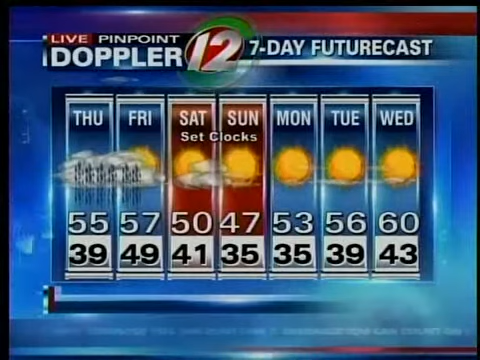 LIVE PINPOINT
DOPPLER 12 7-DAY FUTURECAST
THU FRI SAT SUN MON TUE WED
Set Clocks
55 57 50 47 53 56 60
39 49 41 35 35 39 43